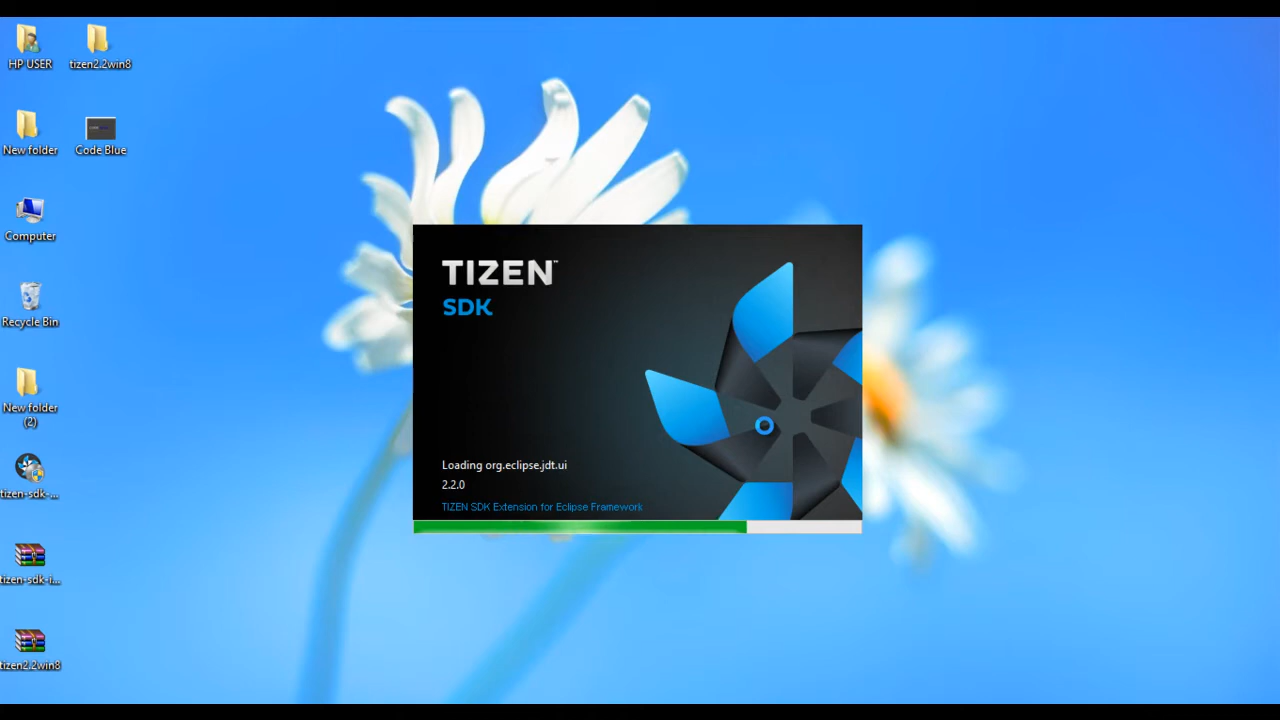 HP USER
tizen2.2win8
New folder
Code Blue
Computer
Recycle Bin
New folder
(2)
tizen-sdk-...
tizen-sdk-i...
tizen2.2win8
TIZEN™
SDK
Loading org.eclipse.jdt.ui
2.2.0
TIZEN SDK Extension for Eclipse Framework